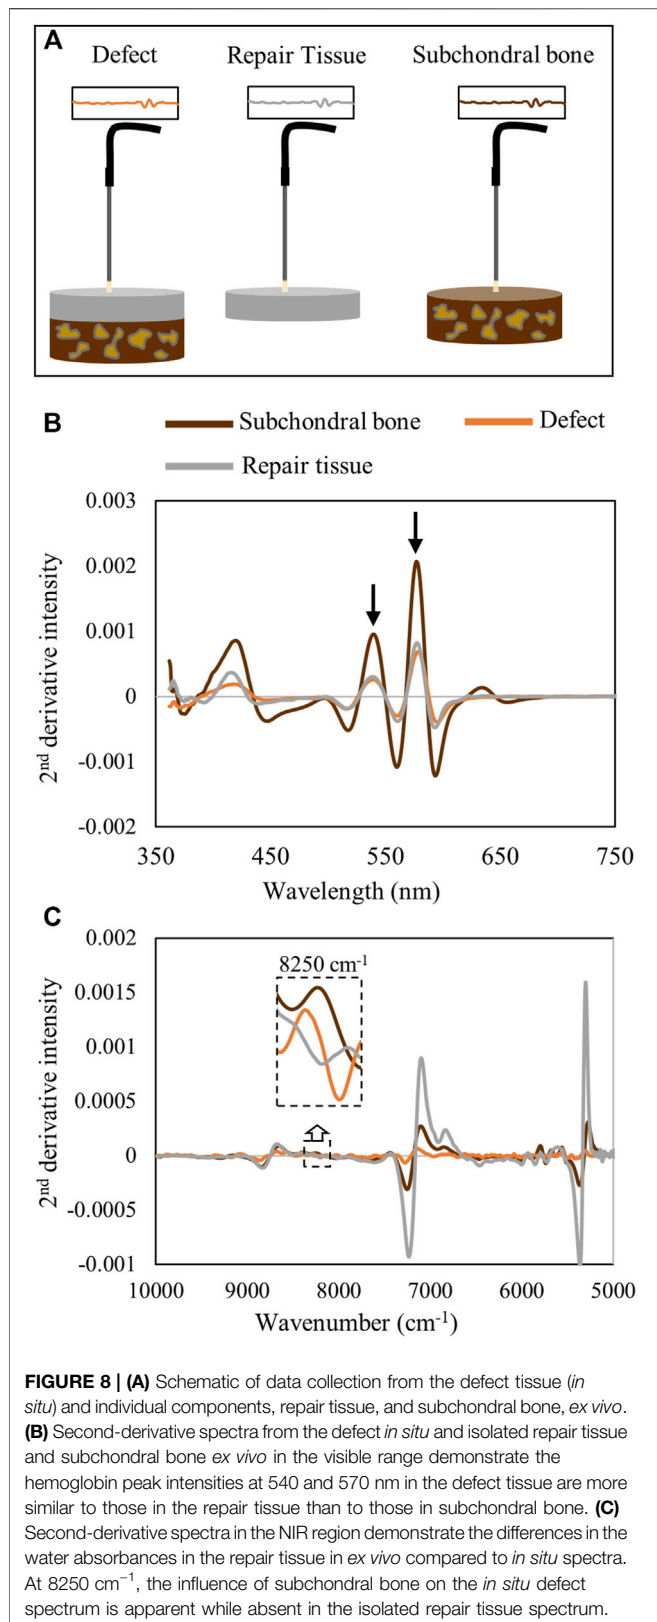 A
Defect
Repair Tissue
Subchondral bone
B
Subchondral bone
Defect
Repair tissue
0.003
0.002
0.001
0
-0.001
-0.002
2nd derivative intensity
350
450
550
650
750
Wavelength (nm)
C
0.002
0.0015
0.001
0.0005
0
-0.0005
-0.001
2nd derivative intensity
8250 cm-1
10000
9000
8000
7000
6000
5000
Wavenumber (cm-1)
FIGURE 8 | (A) Schematic of data collection from the defect tissue (in
situ) and individual components, repair tissue, and subchondral bone, ex vivo.
(B) Second-derivative spectra from the defect in situ and isolated repair tissue
and subchondral bone ex vivo in the visible range demonstrate the
hemoglobin peak intensities at 540 and 570 nm in the defect tissue are more
similar to those in the repair tissue than to those in subchondral bone. (C)
Second-derivative spectra in the NIR region demonstrate the differences in the
water absorbances in the repair tissue in ex vivo compared to in situ spectra.
At 8250 cm−1, the influence of subchondral bone on the in situ defect
spectrum is apparent while absent in the isolated repair tissue spectrum.